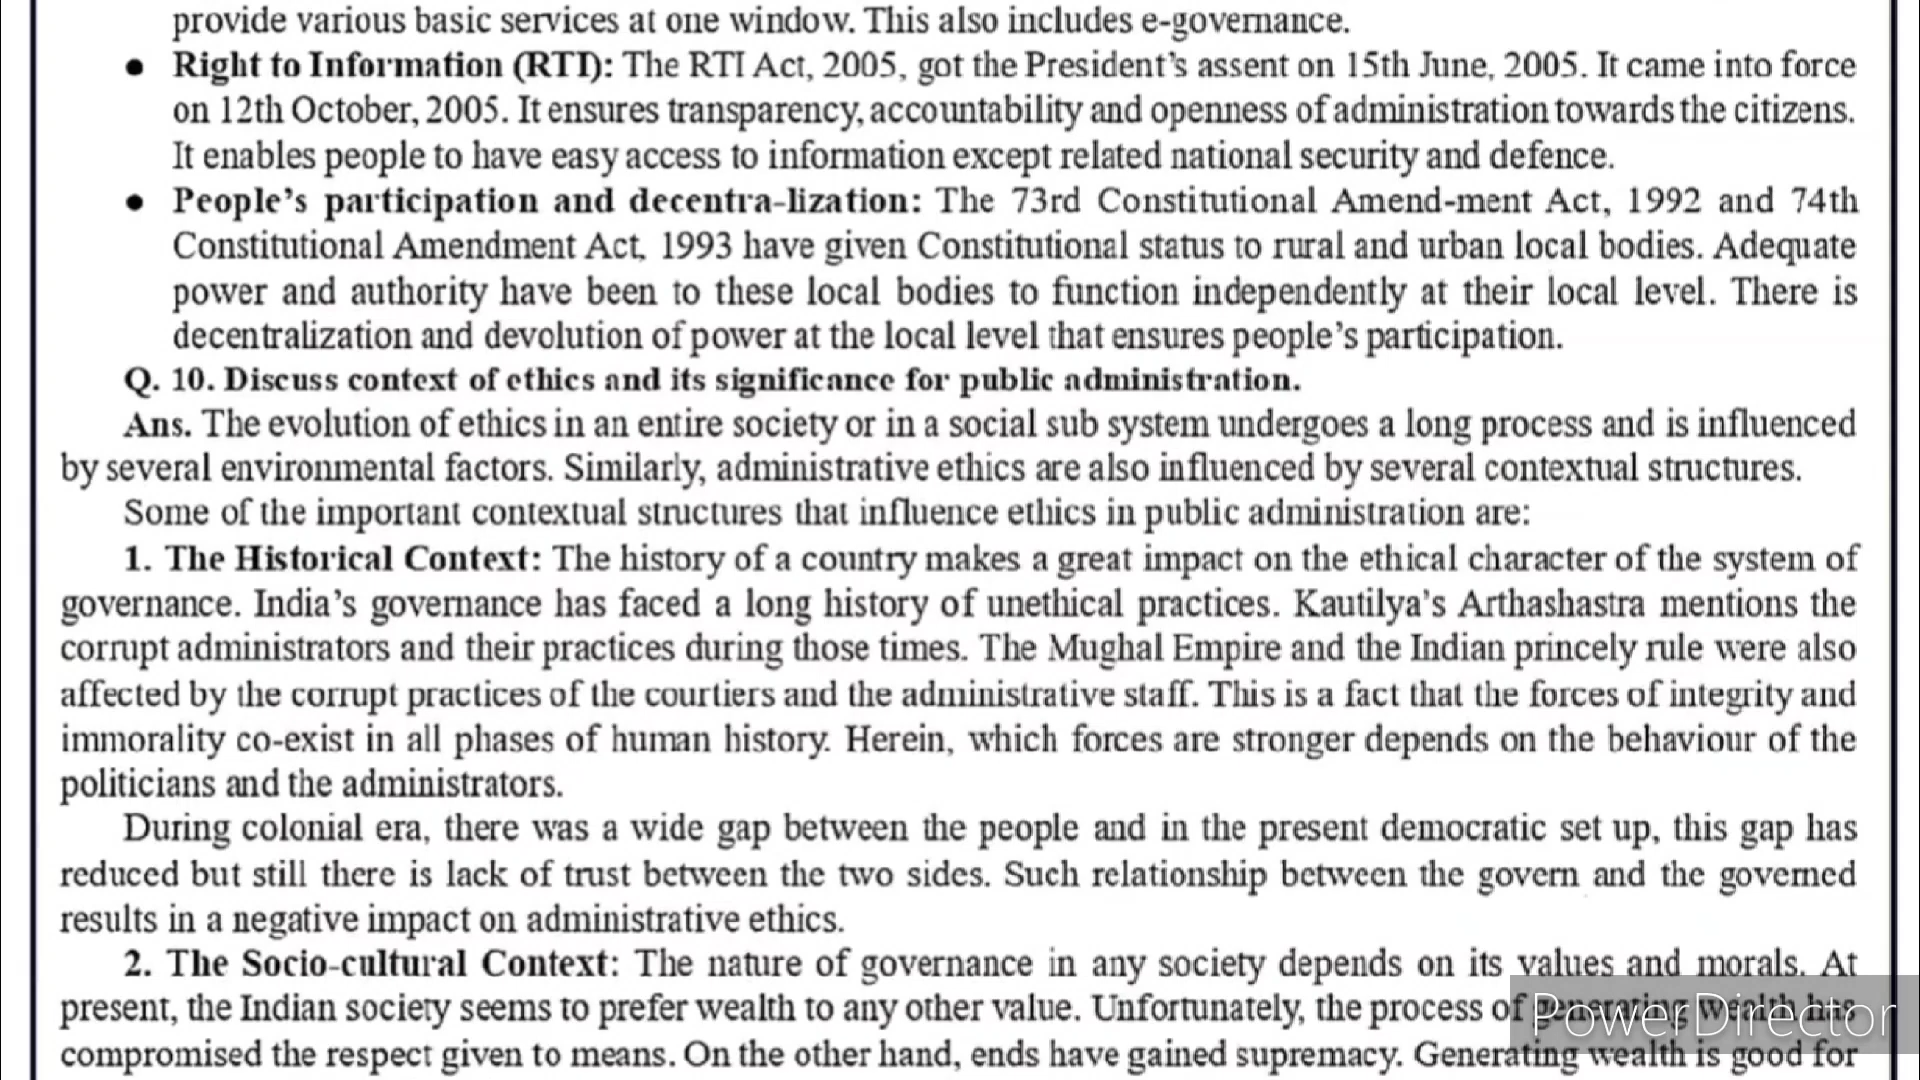 provide various basic services at one window. This also includes e-governance.
● Right to Information (RTI): The RTI Act, 2005, got the President's assent on 15th June, 2005. It came into force
on 12th October, 2005. It ensures transparency, accountability and openness of administration towards the citizens.
It enables people to have easy access to information except related national security and defence.
● People's participation and decentra-lization: The 73rd Constitutional Amend-ment Act, 1992 and 74th
Constitutional Amendment Act, 1993 have given Constitutional status to rural and urban local bodies. Adequate
power and authority have been to these local bodies to function independently at their local level. There is
decentralization and devolution of power at the local level that ensures people's participation.
Q. 10. Discuss context of ethics and its significance for public administration.
Ans. The evolution of ethics in an entire society or in a social sub system undergoes a long process and is influenced
by several environmental factors. Similarly, administrative ethics are also influenced by several contextual structures.
Some of the important contextual structures that influence ethics in public administration are:
1. The Historical Context: The history of a country makes a great impact on the ethical character of the system of
governance. India's governance has faced a long history of unethical practices. Kautilya's Arthashastra mentions the
corrupt administrators and their practices during those times. The Mughal Empire and the Indian princely rule were also
affected by the corrupt practices of the courtiers and the administrative staff. This is a fact that the forces of integrity and
immorality co-exist in all phases of human history. Herein, which forces are stronger depends on the behaviour of the
politicians and the administrators.
During colonial era, there was a wide gap between the people and in the present democratic set up, this gap has
reduced but still there is lack of trust between the two sides. Such relationship between the govern and the governed
results in a negative impact on administrative ethics.
2. The Socio-cultural Context: The nature of governance in any society depends on its values and morals. At
present, the Indian society seems to prefer wealth to any other value. Unfortunately, the process of generating wealth has
PowerDirector
compromised the respect given to means. On the other hand, ends have gained supremacy. Generating wealth is good for